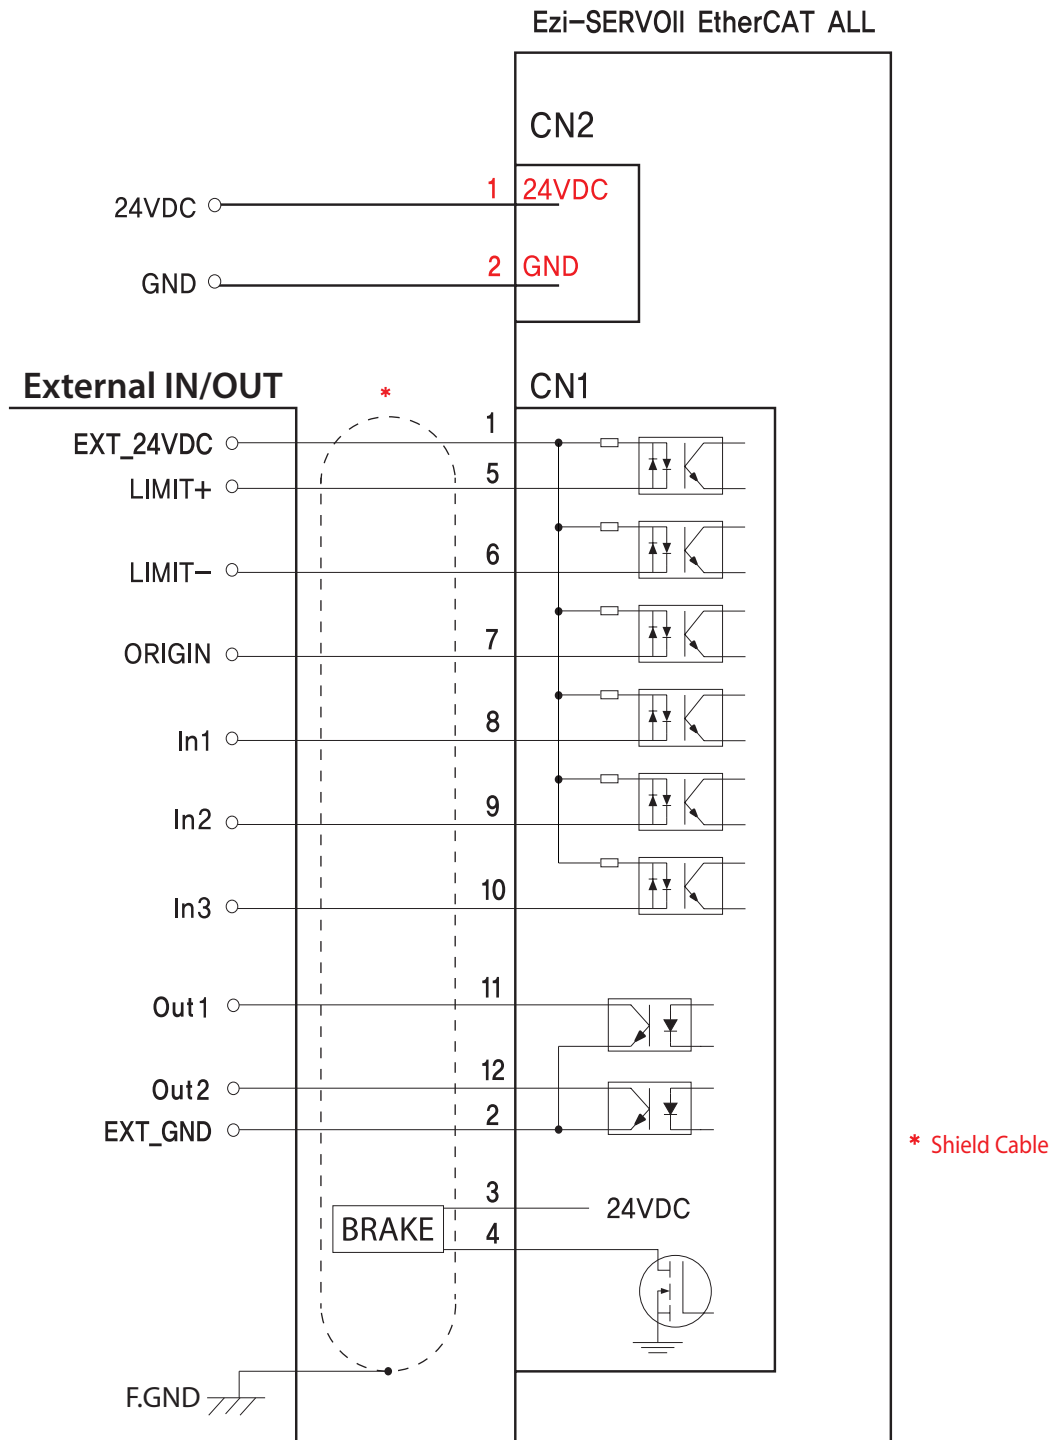 Ezi-SERVOII EtherCAT ALL
CN2
24VDC 1 24VDC
GND 2 GND
External IN/OUT * CN1
EXT_24VDC 1
LIMIT+ 5
LIMIT- 6
ORIGIN 7
In1 8
In2 9
In3 10
Out1 11
Out2 12
EXT_GND 2
* Shield Cable
BRAKE 3 24VDC
4
F.GND